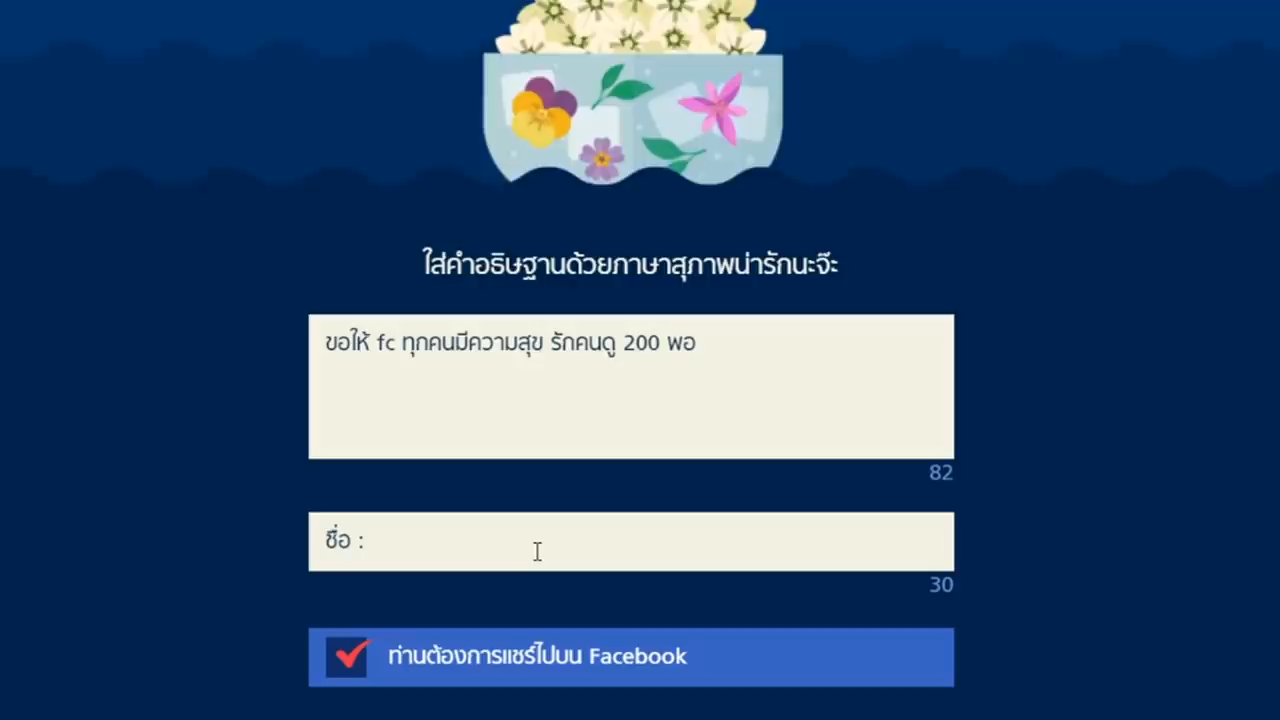 ใส่คำอธิษฐานด้วยภาษาสุภาพน่ารักนะจ๊ะ
ขอให้ fc ทุกคนมีความสุข รักคนดู 200 พอ
82
ชื่อ :
30
ท่านต้องการแชร์ไปบน Facebook